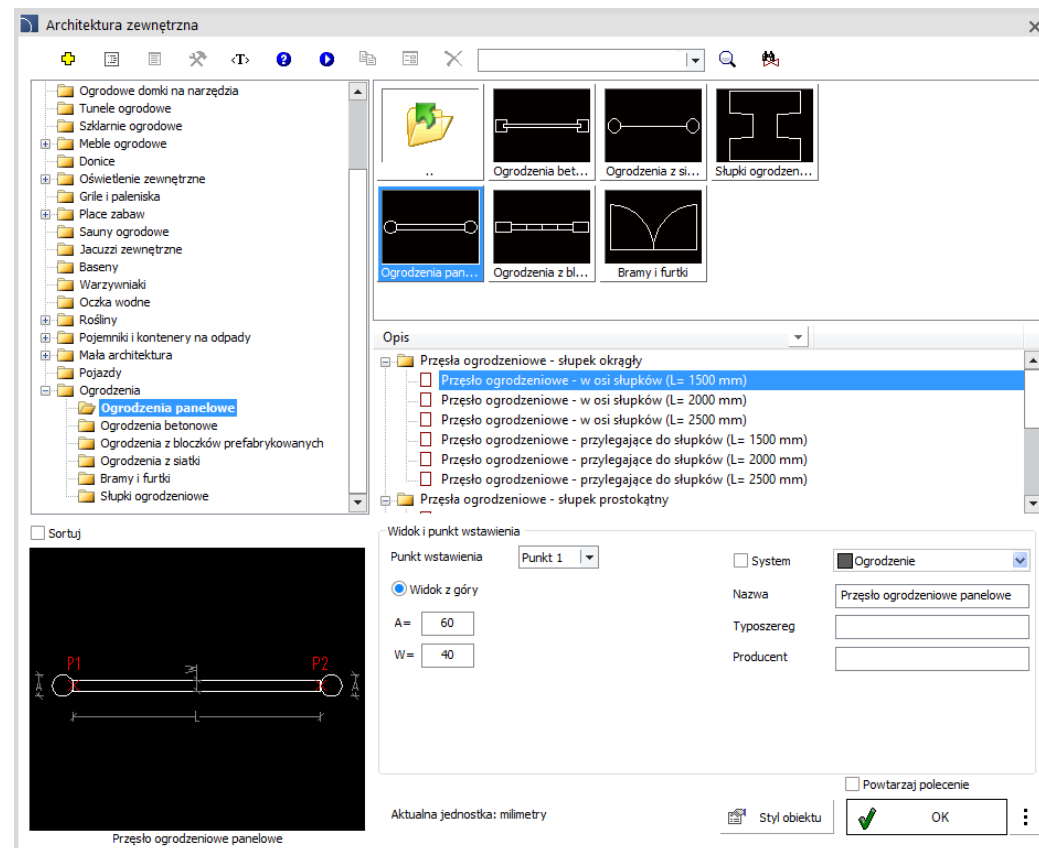 Architektura zewnętrzna
‹T›
Ogrodowe domki na narzędzia
Tunele ogrodowe
Szklarnie ogrodowe
Meble ogrodowe
Donice
Oświetlenie zewnętrzne
Grile i paleniska
Place zabaw
Sauny ogrodowe
Jacuzzi zewnętrzne
Baseny
Warzywniaki
Oczka wodne
Rośliny
Pojemniki i kontenery na odpady
Mała architektura
Pojazdy
Ogrodzenia
Ogrodzenia panelowe
Ogrodzenia betonowe
Ogrodzenia z bloczków prefabrykowanych
Ogrodzenia z siatki
Bramy i furtki
Słupki ogrodzeniowe
..
Ogrodzenia bet...
Ogrodzenia z si...
Słupki ogrodzen...
Ogrodzenia pan...
Ogrodzenia z bl...
Bramy i furtki
Opis
Przęsła ogrodzeniowe - słupek okrągły
Przęsło ogrodzeniowe - w osi słupków (L= 1500 mm)
Przęsło ogrodzeniowe - w osi słupków (L= 2000 mm)
Przęsło ogrodzeniowe - w osi słupków (L= 2500 mm)
Przęsło ogrodzeniowe - przylegające do słupków (L= 1500 mm)
Przęsło ogrodzeniowe - przylegające do słupków (L= 2000 mm)
Przęsło ogrodzeniowe - przylegające do słupków (L= 2500 mm)
Przęsła ogrodzeniowe - słupek prostokątny
Sortuj
P1
P2
W
A
A
L
Przęsło ogrodzeniowe panelowe
Widok i punkt wstawienia
Punkt wstawienia
Punkt 1
Widok z góry
A=
60
W=
40
System
Ogrodzenie
Nazwa
Przęsło ogrodzeniowe panelowe
Typoszereg
Producent
Powtarzaj polecenie
Aktualna jednostka: milimetry
Styl obiektu
OK